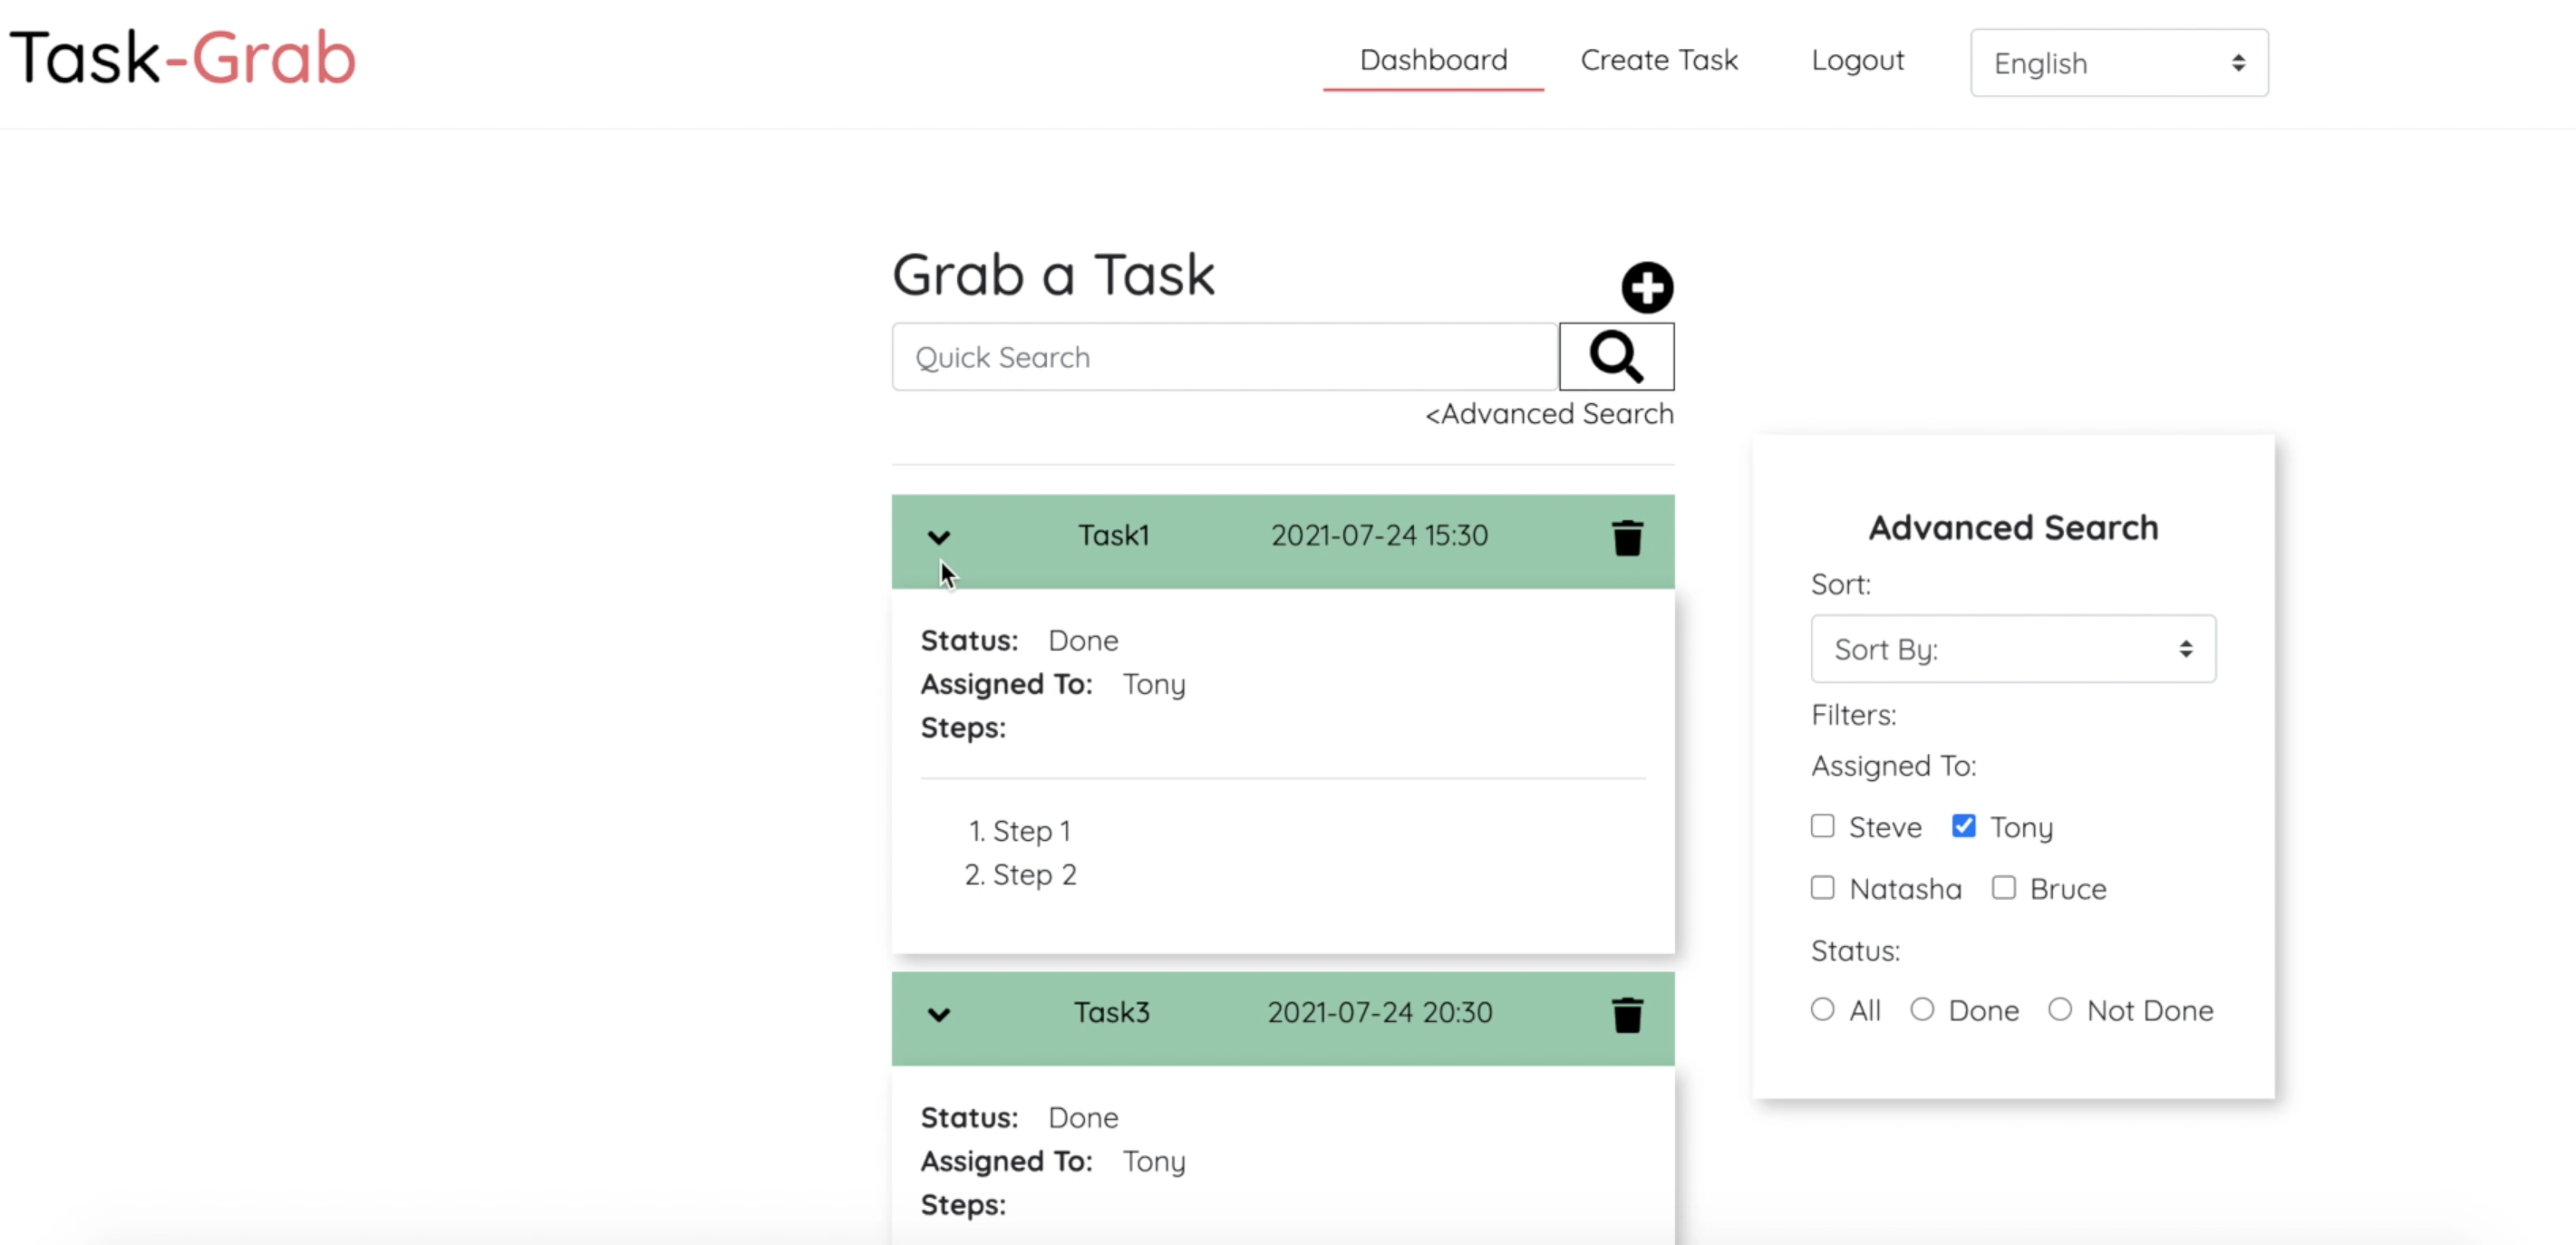 Task-Grab
Dashboard Create Task Logout English
Grab a Task
Quick Search
<Advanced Search
Task1 2021-07-24 15:30
Status: Done
Assigned To: Tony
Steps:
1. Step 1
2. Step 2
Task3 2021-07-24 20:30
Status: Done
Assigned To: Tony
Steps:
Advanced Search
Sort:
Sort By:
Filters:
Assigned To:
Steve Tony
Natasha Bruce
Status:
All Done Not Done